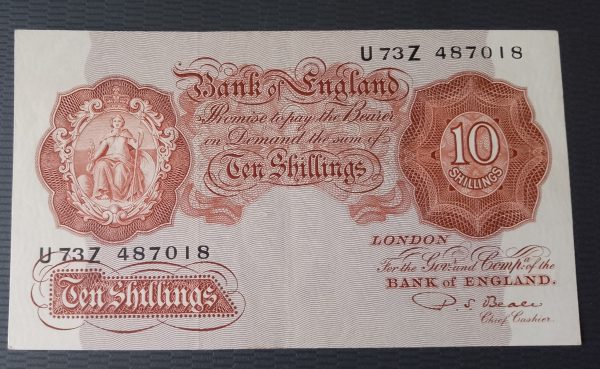 U73Z 487018
Bank of England
Promise to pay the Bearer
on Demand the sum of
Ten Shillings
10
SHILLINGS
U73Z 487018
Ten Shillings
LONDON
For the Govr. and Compa. of the
BANK of ENGLAND.
P. S. Beale
Chief Cashier.